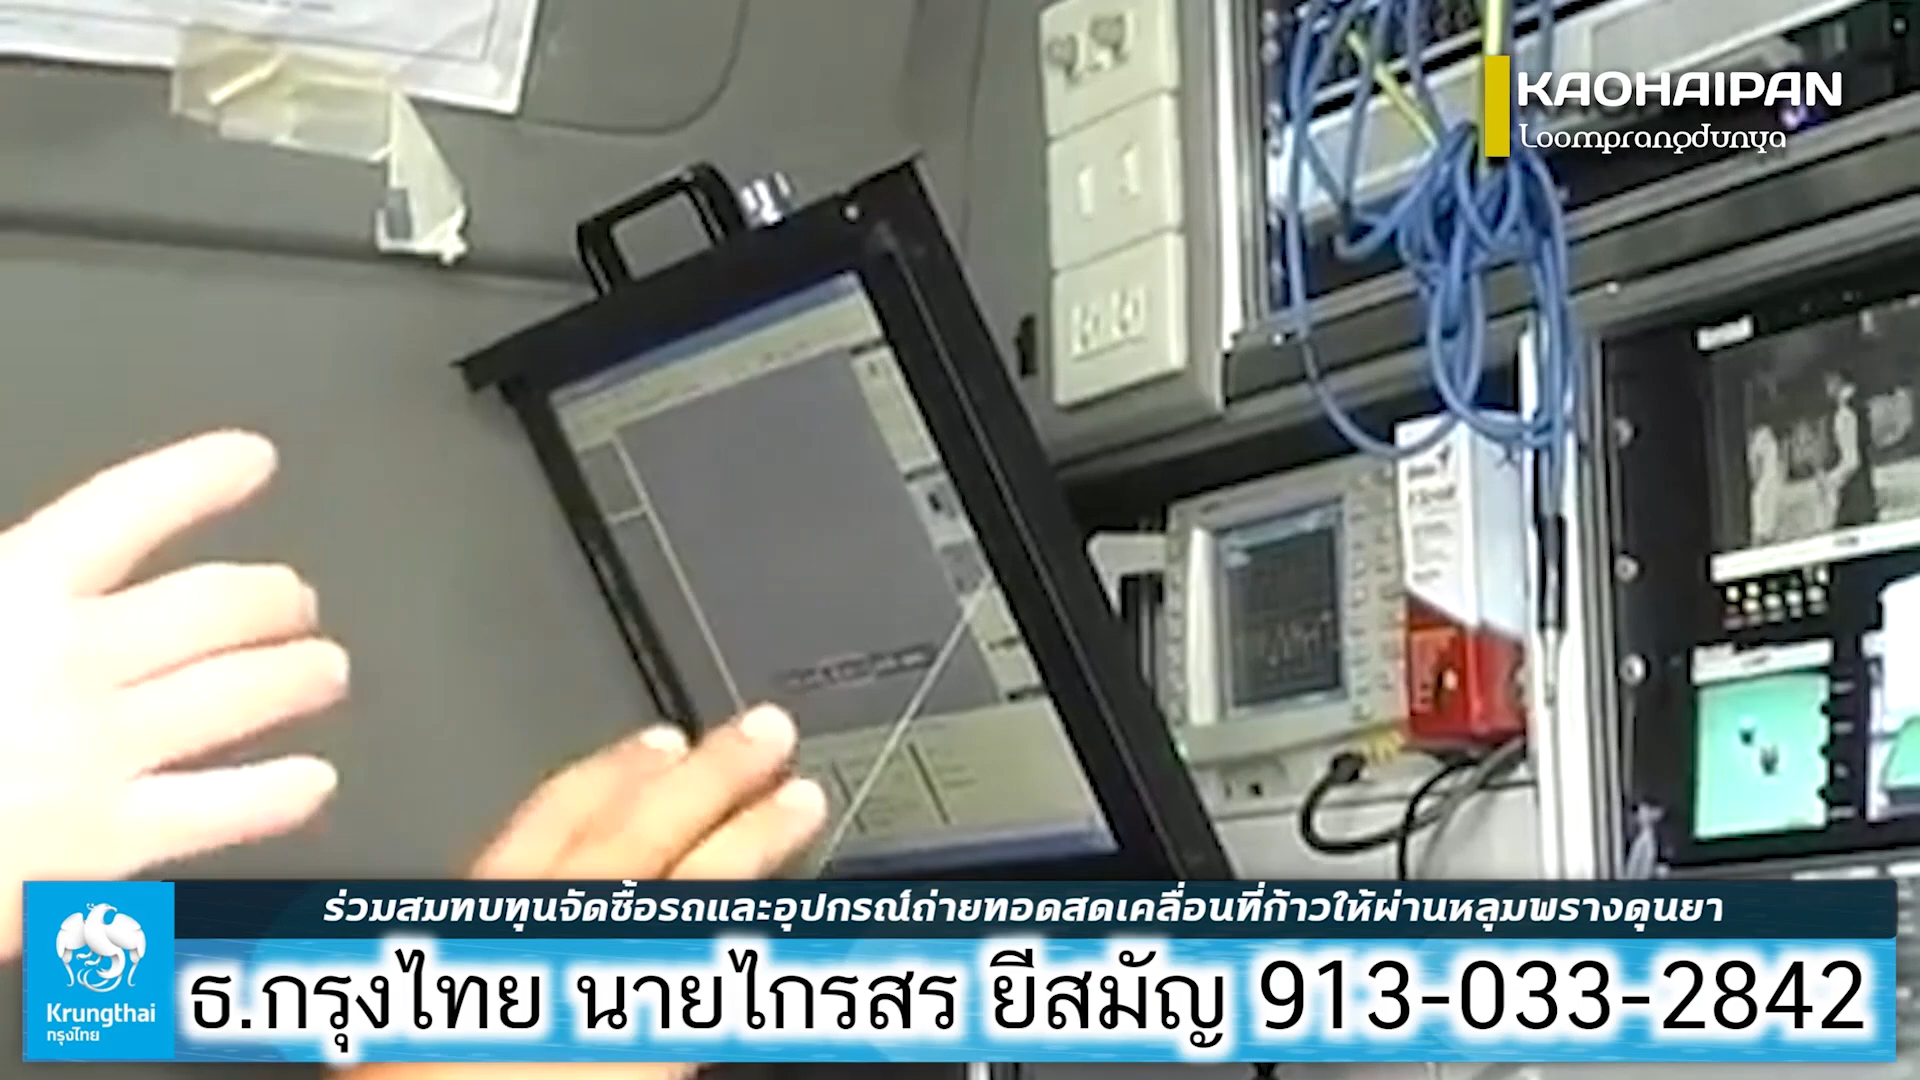 KAOHAIPAN
Loomprangdunya
ร่วมสมทบทุนจัดซื้อรถและอุปกรณ์ถ่ายทอดสดเคลื่อนที่ก้าวให้ผ่านหลุมพรางดุนยา
ธ.กรุงไทย นายไกรสร ยีสมัญ 913-033-2842
Krungthai
กรุงไทย